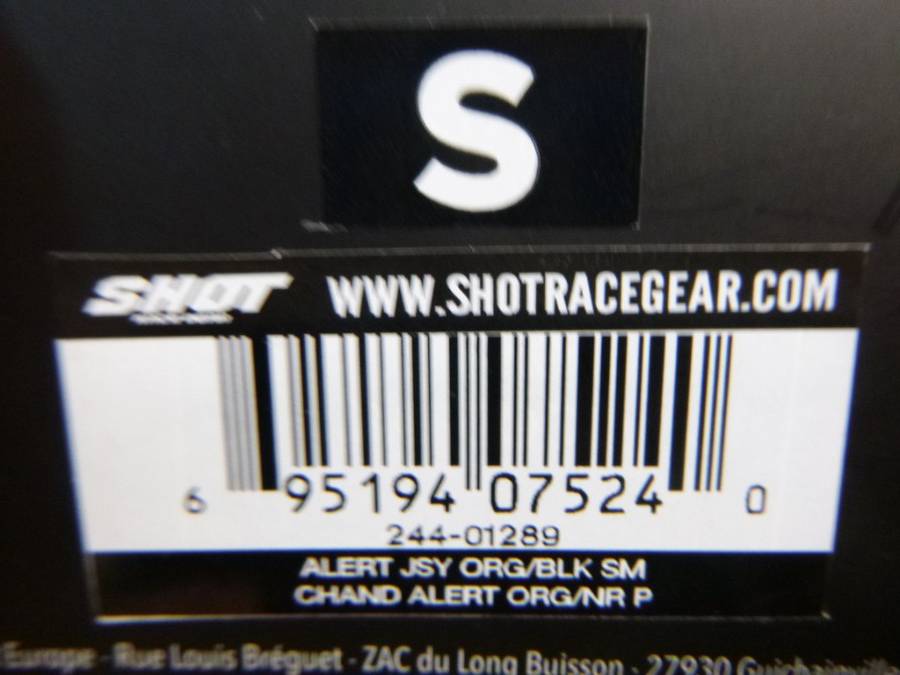 S
SHOT
WWW.SHOTRACEGEAR.COM
6 95194 07524 0
244-01289
ALERT JSY ORG/BLK SM
CHAND ALERT ORG/NR P
Europe - Rue Louis Bréguet - ZAC du Long Buisson - 27930 Guichainville